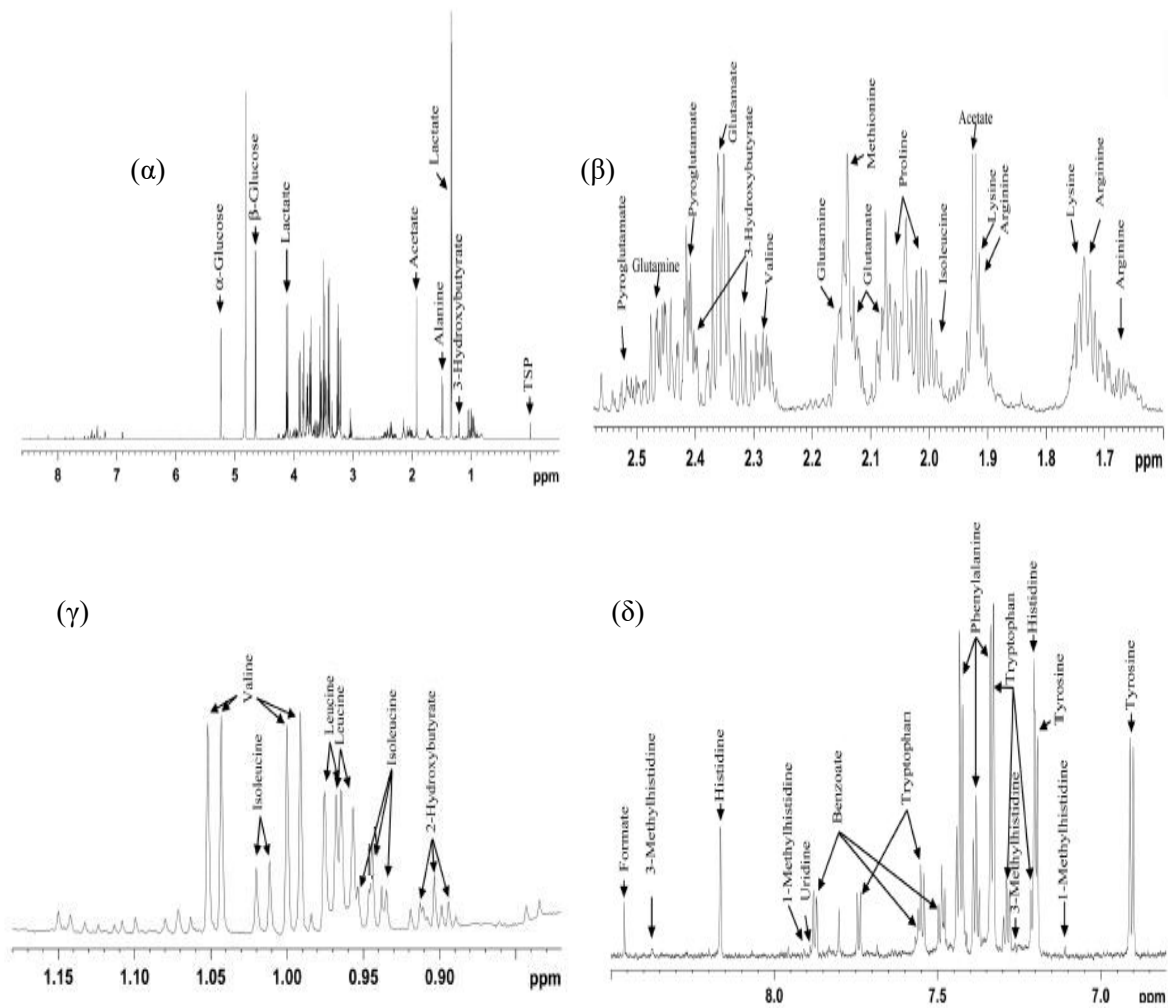 (α)
α-Glucose
β-Glucose
Lactate
Acetate
Alanine
Lactate
3-Hydroxybutyrate
TSP
8 7 6 5 4 3 2 1 ppm
(β)
Pyroglutamate
Glutamine
Pyroglutamate
Glutamate
3-Hydroxybutyrate
Valine
Glutamine
Methionine
Glutamate
Proline
Isoleucine
Acetate
Lysine
Arginine
Lysine
Arginine
Arginine
2.5 2.4 2.3 2.2 2.1 2.0 1.9 1.8 1.7 ppm
(γ)
Valine
Isoleucine
Leucine
Leucine
Isoleucine
2-Hydroxybutyrate
1.15 1.10 1.05 1.00 0.95 0.90 ppm
(δ)
Formate
3-Methylhistidine
Histidine
1-Methylhistidine
Uridine
Benzoate
Tryptophan
Phenylalanine
Tryptophan
3-Methylhistidine
Histidine
Tyrosine
1-Methylhistidine
Tyrosine
8.0 7.5 7.0 ppm